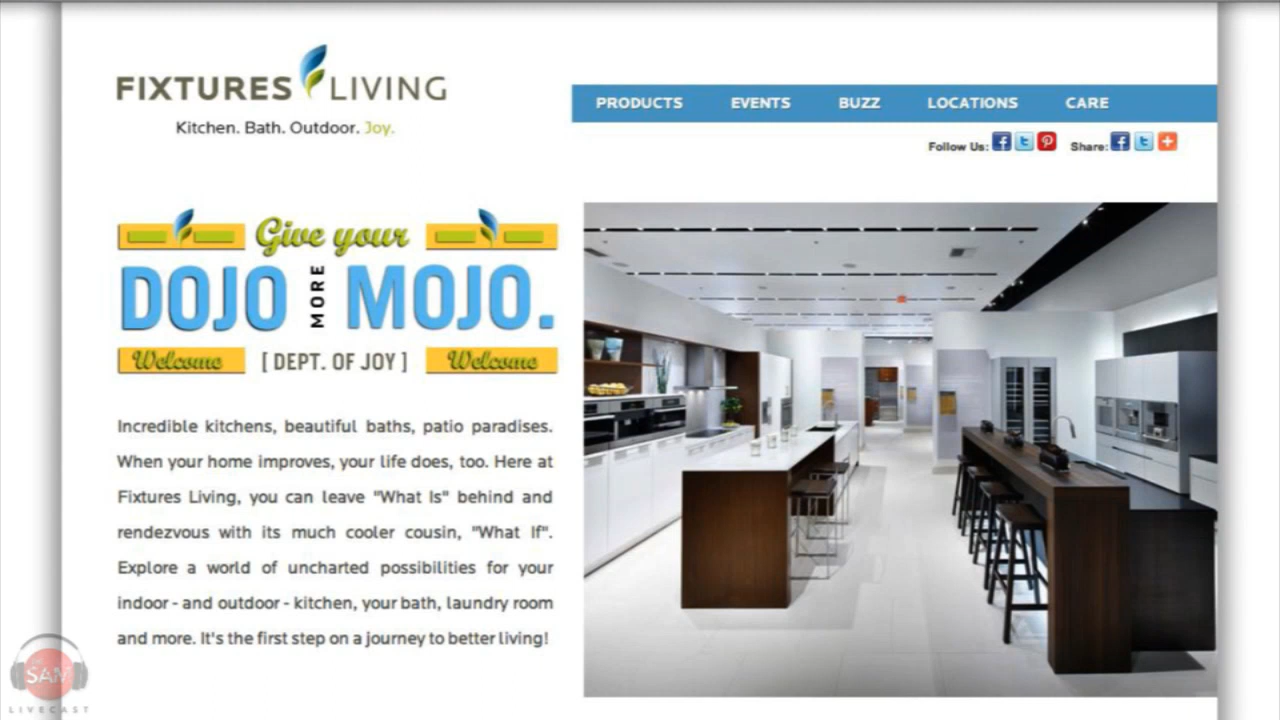 FIXTURES LIVING
Kitchen. Bath. Outdoor. Joy.
PRODUCTS EVENTS BUZZ LOCATIONS CARE
Follow Us: Share:
Give your
DOJO MORE MOJO.
Welcome [ DEPT. OF JOY ] Welcome
Incredible kitchens, beautiful baths, patio paradises.
When your home improves, your life does, too. Here at
Fixtures Living, you can leave "What Is" behind and
rendezvous with its much cooler cousin, "What If".
Explore a world of uncharted possibilities for your
indoor - and outdoor - kitchen, your bath, laundry room
and more. It's the first step on a journey to better living!
SAM
LIVECAST